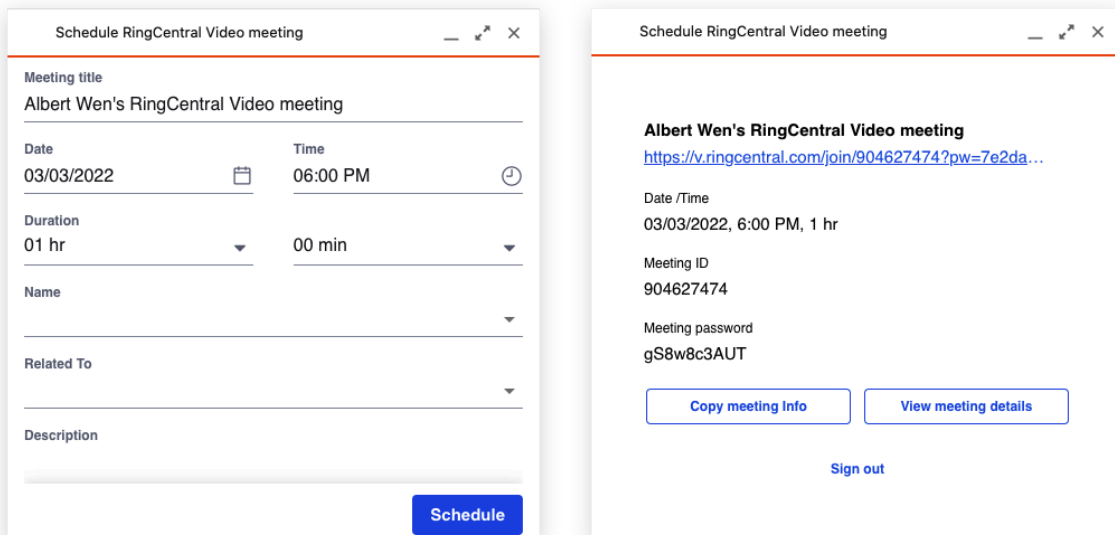 Schedule RingCentral Video meeting
Meeting title
Albert Wen's RingCentral Video meeting
Date
Time
03/03/2022
06:00 PM
Duration
01 hr
00 min
Name
Related To
Description
Schedule
Schedule RingCentral Video meeting
Albert Wen's RingCentral Video meeting
https://v.ringcentral.com/join/904627474?pw=7e2da...
Date /Time
03/03/2022, 6:00 PM, 1 hr
Meeting ID
904627474
Meeting password
gS8w8c3AUT
Copy meeting Info
View meeting details
Sign out